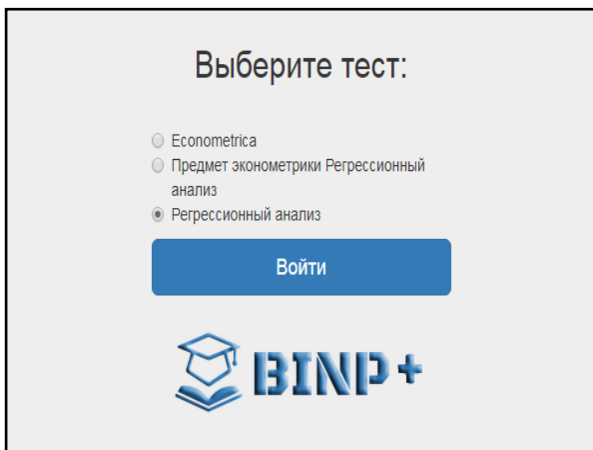 Выберите тест:
Econometrica
Предмет эконометрики Регрессионный
анализ
Регрессионный анализ
Войти
BINP+